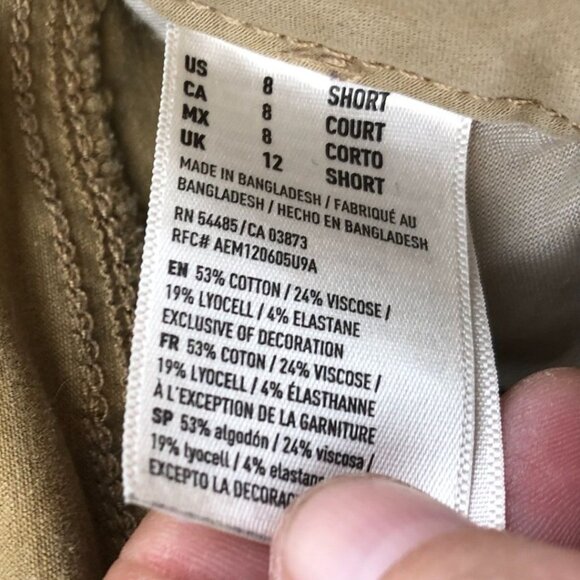 US 8 SHORT
CA 8 COURT
MX 8 CORTO
UK 12 SHORT
MADE IN BANGLADESH / FABRIQUÉ AU
BANGLADESH / HECHO EN BANGLADESH
RN 54485 / CA 03873
RFC# AEM120605U9A
EN 53% COTTON / 24% VISCOSE /
19% LYOCELL / 4% ELASTANE
EXCLUSIVE OF DECORATION
FR 53% COTON / 24% VISCOSE /
19% LYOCELL / 4% ÉLASTHANNE
À L'EXCEPTION DE LA GARNITURE
SP 53% algodón / 24% viscosa /
19% lyocell / 4% elastan
EXCEPTO LA DECORAC